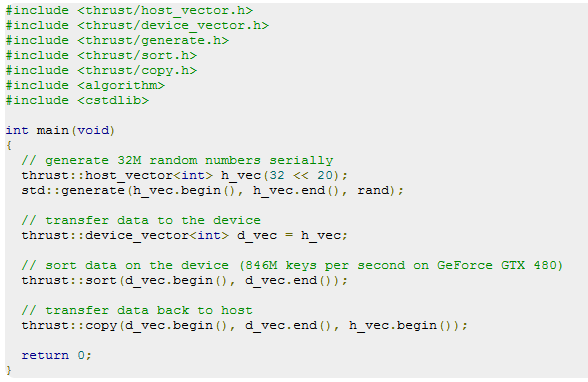 #include <thrust/host_vector.h>
#include <thrust/device_vector.h>
#include <thrust/generate.h>
#include <thrust/sort.h>
#include <thrust/copy.h>
#include <algorithm>
#include <cstdlib>

int main(void)
{
  // generate 32M random numbers serially
  thrust::host_vector<int> h_vec(32 << 20);
  std::generate(h_vec.begin(), h_vec.end(), rand);

  // transfer data to the device
  thrust::device_vector<int> d_vec = h_vec;

  // sort data on the device (846M keys per second on GeForce GTX 480)
  thrust::sort(d_vec.begin(), d_vec.end());

  // transfer data back to host
  thrust::copy(d_vec.begin(), d_vec.end(), h_vec.begin());

  return 0;
}